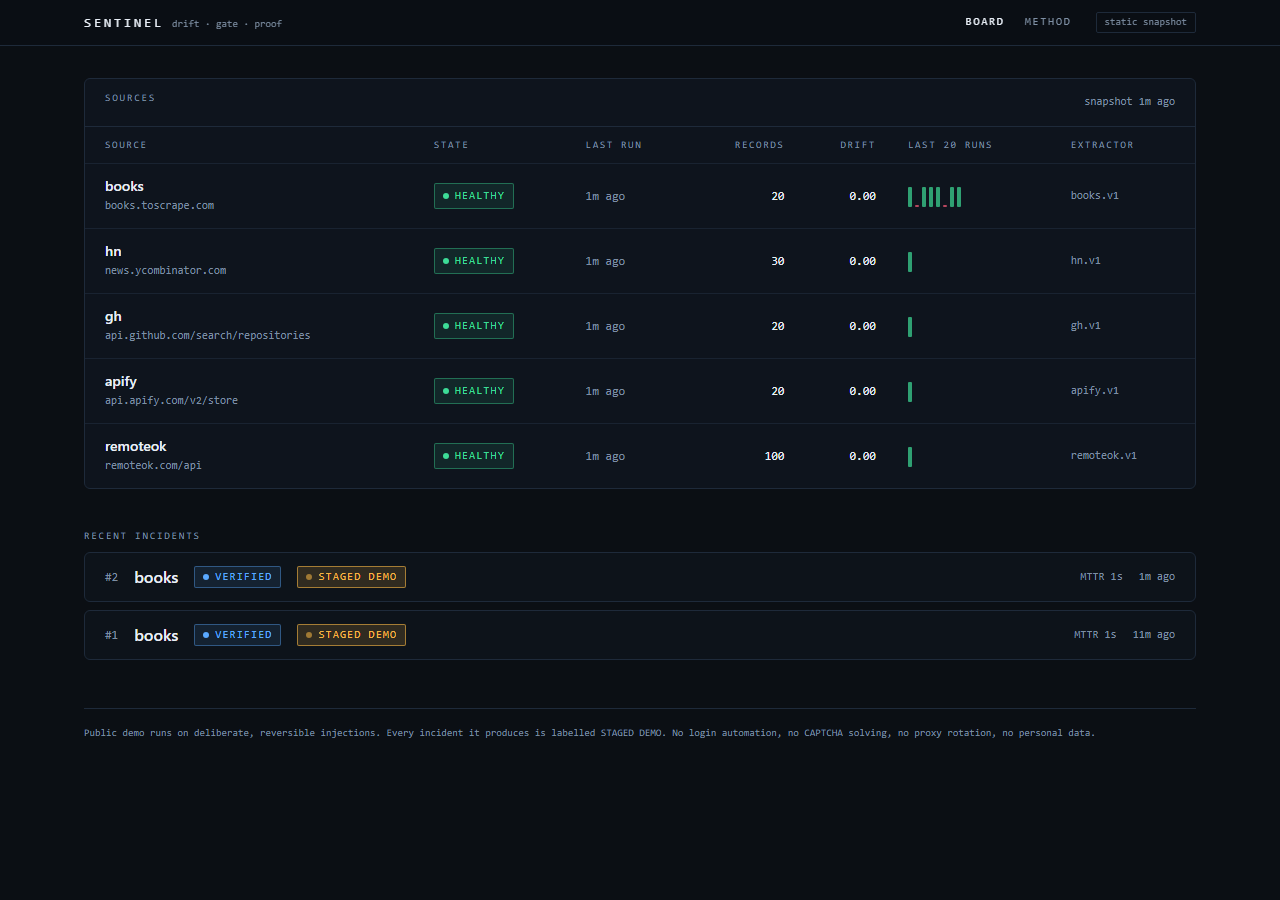 SENTINEL drift · gate · proof BOARD METHOD static snapshot
SOURCES snapshot 1m ago
SOURCE STATE LAST RUN RECORDS DRIFT LAST 20 RUNS EXTRACTOR
books
books.toscrape.com HEALTHY 1m ago 20 0.00 books.v1
hn
news.ycombinator.com HEALTHY 1m ago 30 0.00 hn.v1
gh
api.github.com/search/repositories HEALTHY 1m ago 20 0.00 gh.v1
apify
api.apify.com/v2/store HEALTHY 1m ago 20 0.00 apify.v1
remoteok
remoteok.com/api HEALTHY 1m ago 100 0.00 remoteok.v1
RECENT INCIDENTS
#2 books VERIFIED STAGED DEMO MTTR 1s 1m ago
#1 books VERIFIED STAGED DEMO MTTR 1s 11m ago
Public demo runs on deliberate, reversible injections. Every incident it produces is labelled STAGED DEMO. No login automation, no CAPTCHA solving, no proxy rotation, no personal data.